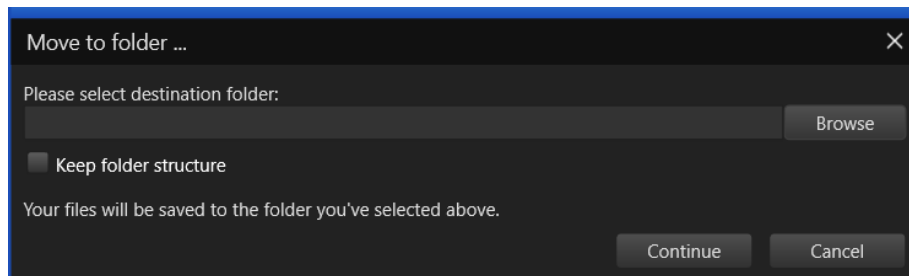 Move to folder ...
Please select destination folder:
Browse
Keep folder structure
Your files will be saved to the folder you've selected above.
Continue Cancel